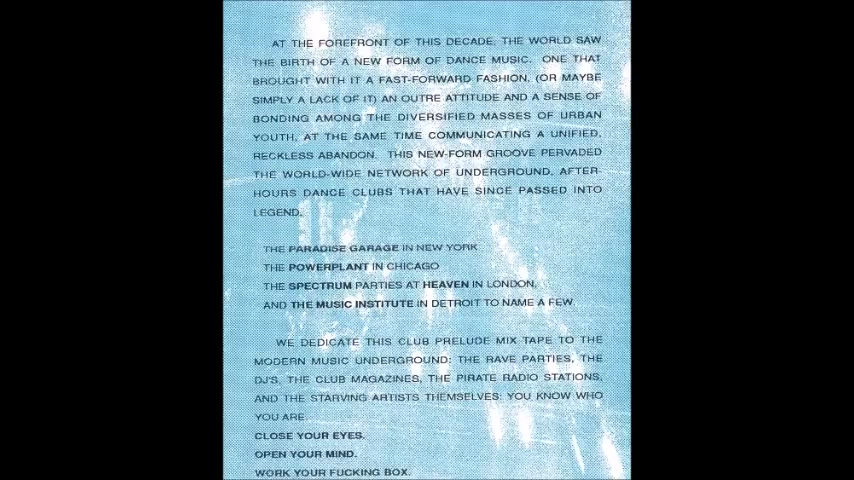 AT THE FOREFRONT OF THIS DECADE, THE WORLD SAW
THE BIRTH OF A NEW FORM OF DANCE MUSIC. ONE THAT
BROUGHT WITH IT A FAST-FORWARD FASHION, (OR MAYBE
SIMPLY A LACK OF IT) AN OUTRE ATTITUDE AND A SENSE OF
BONDING AMONG THE DIVERSIFIED MASSES OF URBAN
YOUTH, AT THE SAME TIME COMMUNICATING A UNIFIED,
RECKLESS ABANDON. THIS NEW-FORM GROOVE PERVADED
THE WORLD-WIDE NETWORK OF UNDERGROUND, AFTER-
HOURS DANCE CLUBS THAT HAVE SINCE PASSED INTO
LEGEND,
THE PARADISE GARAGE IN NEW YORK
THE POWERPLANT IN CHICAGO
THE SPECTRUM PARTIES AT HEAVEN IN LONDON,
AND THE MUSIC INSTITUTE IN DETROIT TO NAME A FEW.
WE DEDICATE THIS CLUB PRELUDE MIX TAPE TO THE
MODERN MUSIC UNDERGROUND: THE RAVE PARTIES, THE
DJ'S, THE CLUB MAGAZINES, THE PIRATE RADIO STATIONS,
AND THE STARVING ARTISTS THEMSELVES: YOU KNOW WHO
YOU ARE.
CLOSE YOUR EYES.
OPEN YOUR MIND.
WORK YOUR FUCKING BOX.